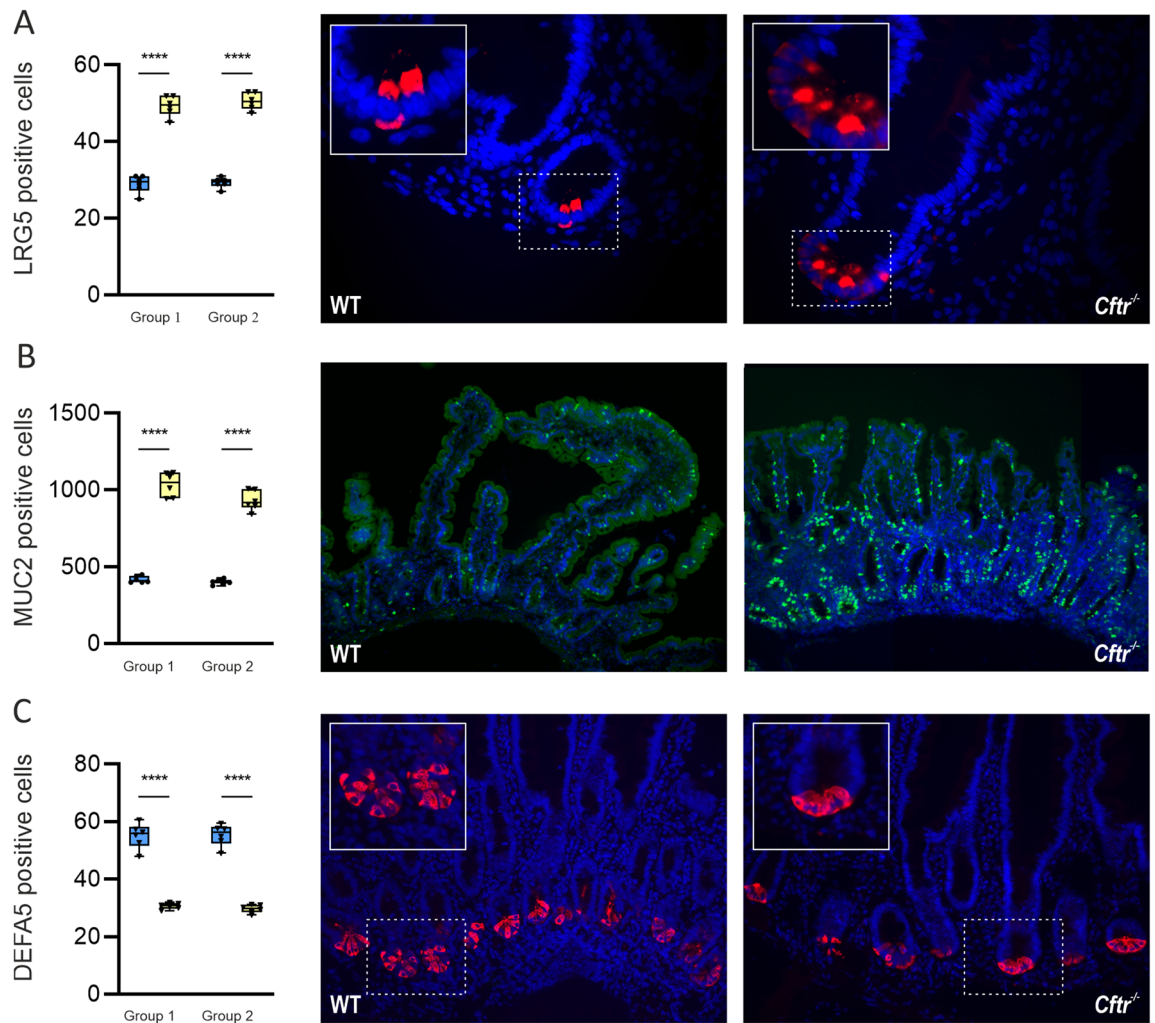 A
LRG5 positive cells
60
40
20
0
**** ****
Group 1 Group 2
WT
Cftr-/-
B
MUC2 positive cells
1500
1000
500
0
**** ****
Group 1 Group 2
WT
Cftr-/-
C
DEFA5 positive cells
80
60
40
20
0
**** ****
Group 1 Group 2
WT
Cftr-/-